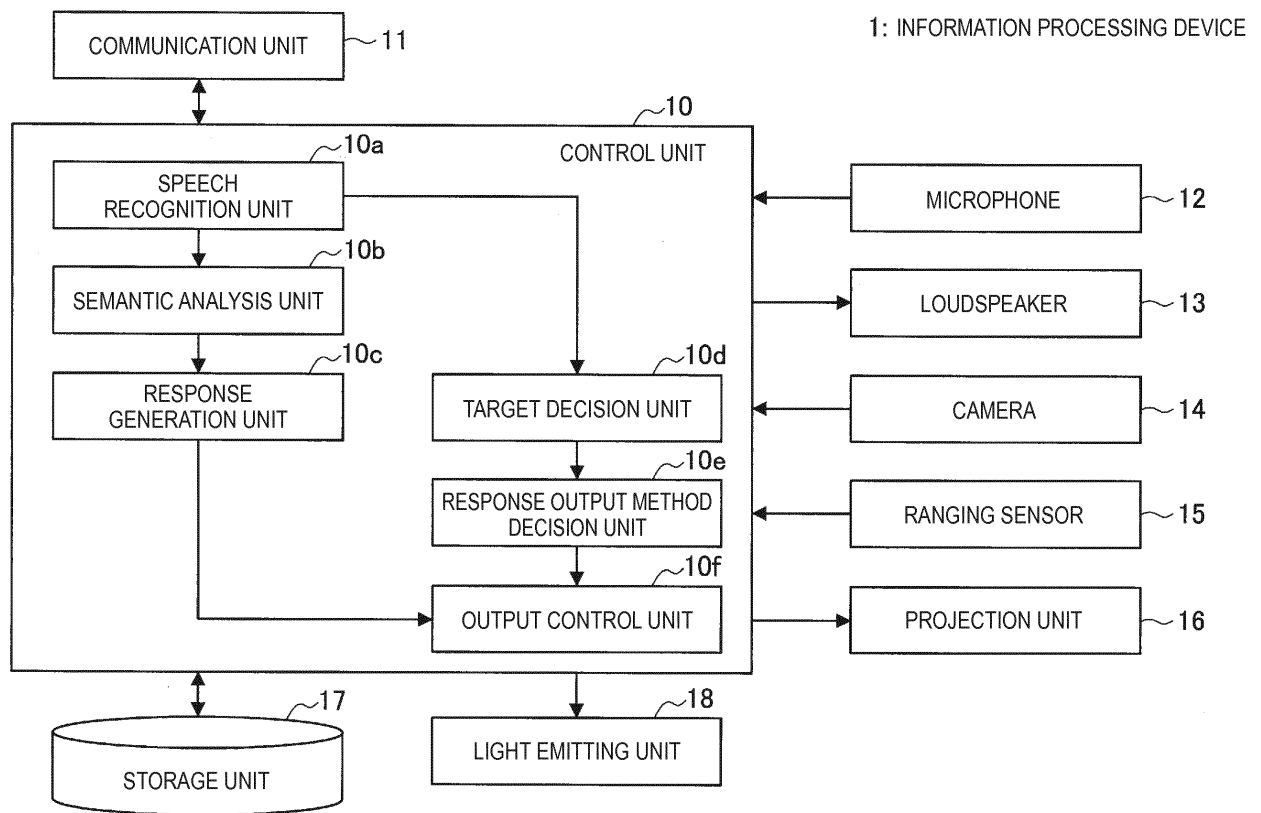 1: INFORMATION PROCESSING DEVICE
COMMUNICATION UNIT
11
10
CONTROL UNIT
10a
SPEECH
RECOGNITION UNIT
10b
SEMANTIC ANALYSIS UNIT
10c
RESPONSE
GENERATION UNIT
10d
TARGET DECISION UNIT
10e
RESPONSE OUTPUT METHOD
DECISION UNIT
10f
OUTPUT CONTROL UNIT
MICROPHONE
12
LOUDSPEAKER
13
CAMERA
14
RANGING SENSOR
15
PROJECTION UNIT
16
17
STORAGE UNIT
18
LIGHT EMITTING UNIT